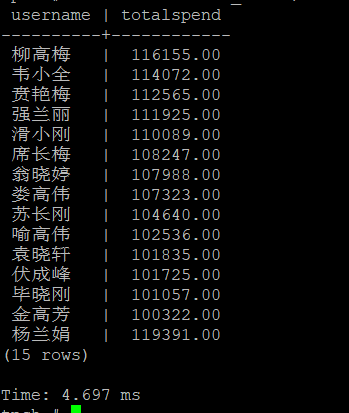 username | totalspend
----------+------------
柳高梅 | 116155.00
韦小全 | 114072.00
贲艳梅 | 112565.00
强兰丽 | 111925.00
滑小刚 | 110089.00
席长梅 | 108247.00
翁晓婷 | 107988.00
娄高伟 | 107323.00
苏长刚 | 104640.00
喻高伟 | 102536.00
袁晓轩 | 101835.00
伏成峰 | 101725.00
毕晓刚 | 101057.00
金高芳 | 100322.00
杨兰娟 | 119391.00
(15 rows)
Time: 4.697 ms